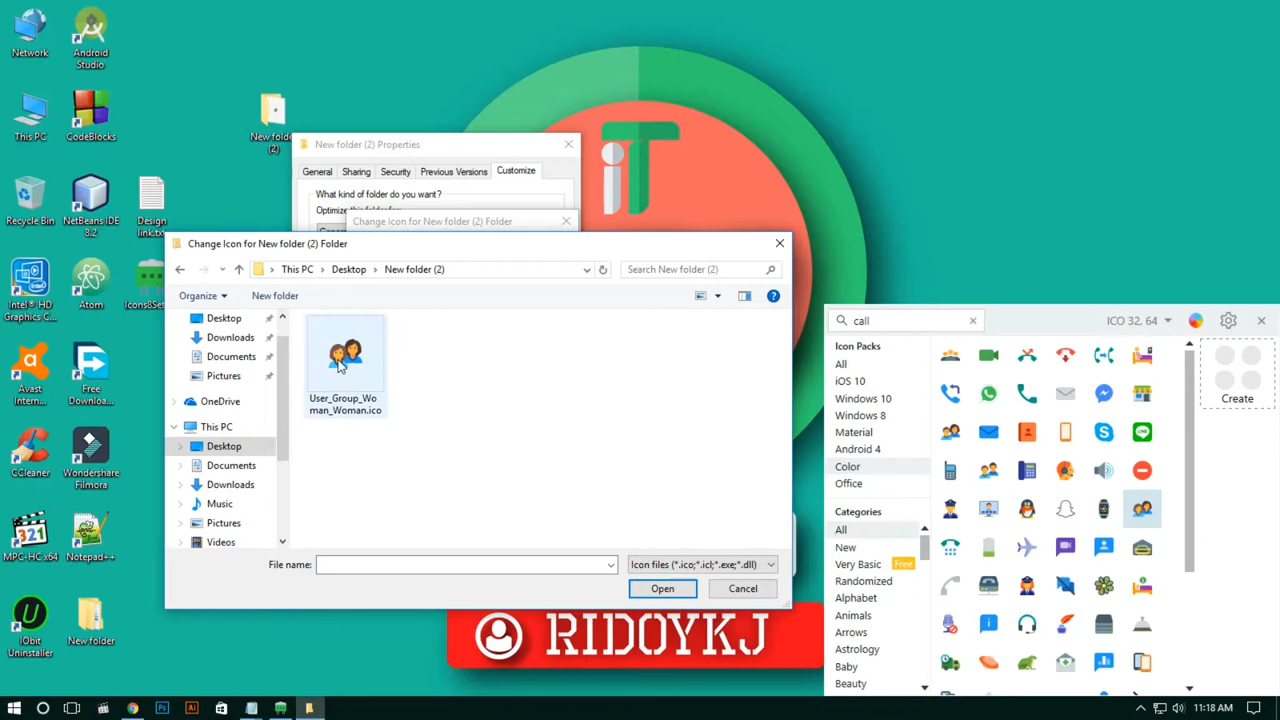 Network
Android
Studio
This PC
CodeBlocks
New folde
(2)
Recycle Bin
NetBeans IDE
8.2
Design
link.txt
Intel® HD
Graphics C...
Atom
Icons8Set
Avast
Intern...
Free
Downloa...
CCleaner
Wondershare
Filmora
MPC-HC x64
Notepad++
IObit
Uninstaller
New folder
New folder (2) Properties
General
Sharing
Security
Previous Versions
Customize
What kind of folder do you want?
Change Icon for New folder (2) Folder
Change Icon for New folder (2) Folder
This PC
Desktop
New folder (2)
Search New folder (2)
Organize
New folder
Desktop
Downloads
Documents
Pictures
OneDrive
This PC
Desktop
Documents
Downloads
Music
Pictures
Videos
User_Group_Wo
man_Woman.ico
File name:
Icon files (*.ico;*.icl;*.exe;*.dll)
Open
Cancel
iT
RIDOYKJ
call
ICO 32, 64
Icon Packs
All
iOS 10
Windows 10
Windows 8
Material
Android 4
Color
Office
Categories
All
New
Very Basic
Free
Randomized
Alphabet
Animals
Arrows
Astrology
Baby
Beauty
Create
11:18 AM